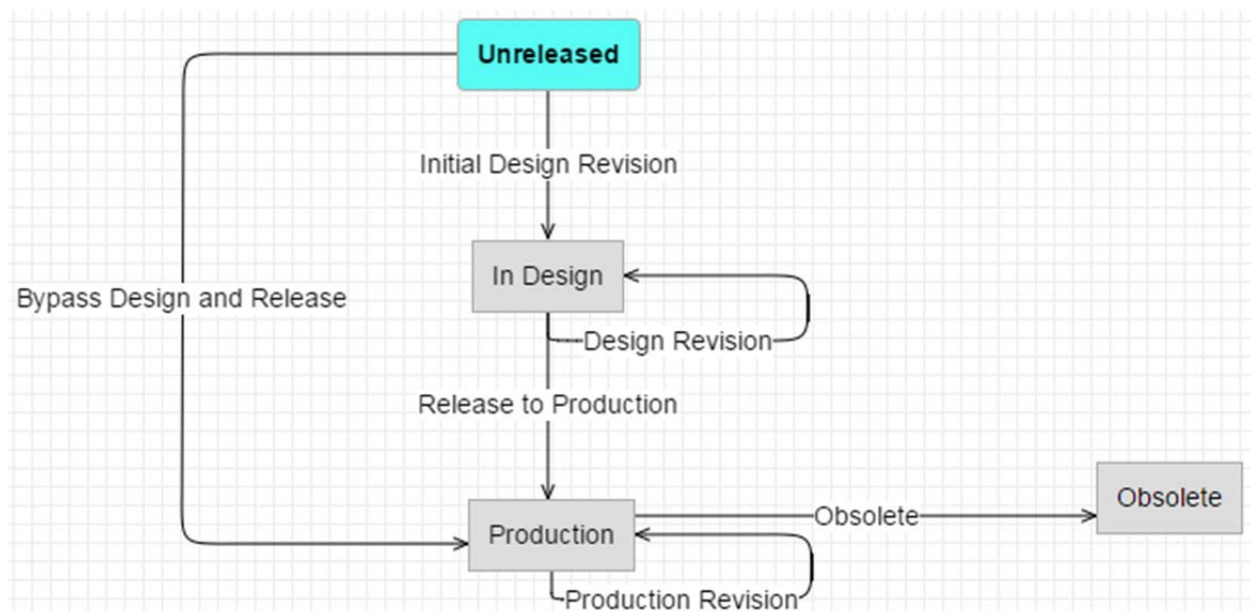 Unreleased
Initial Design Revision
In Design
Bypass Design and Release
Design Revision
Release to Production
Obsolete
Obsolete
Production
Production Revision